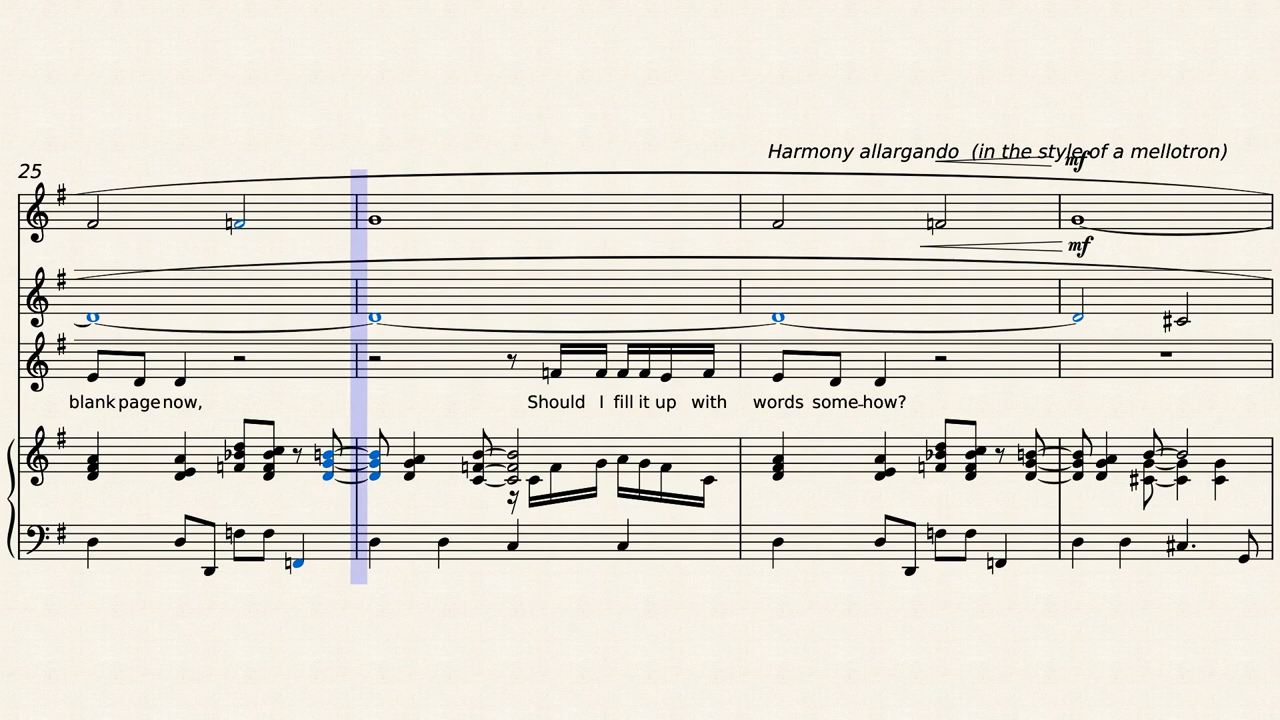 Harmony allargando (in the style of a mellotron)
mf
25
mf
blank page now, Should I fill it up with words some-how?